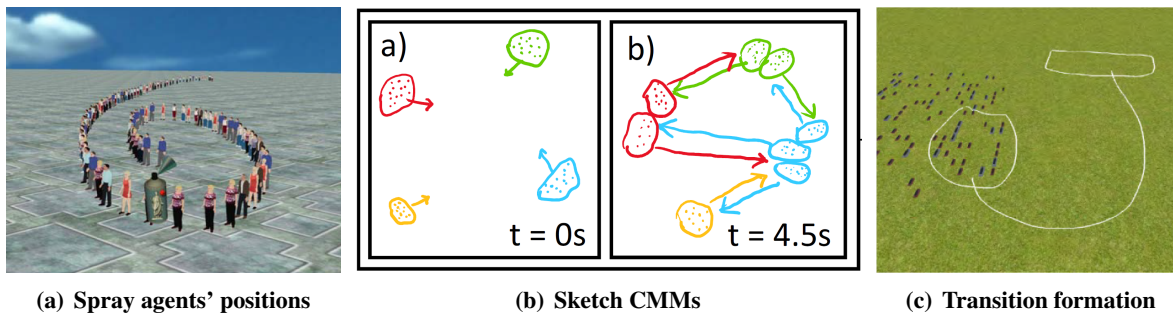 a)
b)
t = 0s
t = 4.5s
(a) Spray agents' positions
(b) Sketch CMMs
(c) Transition formation